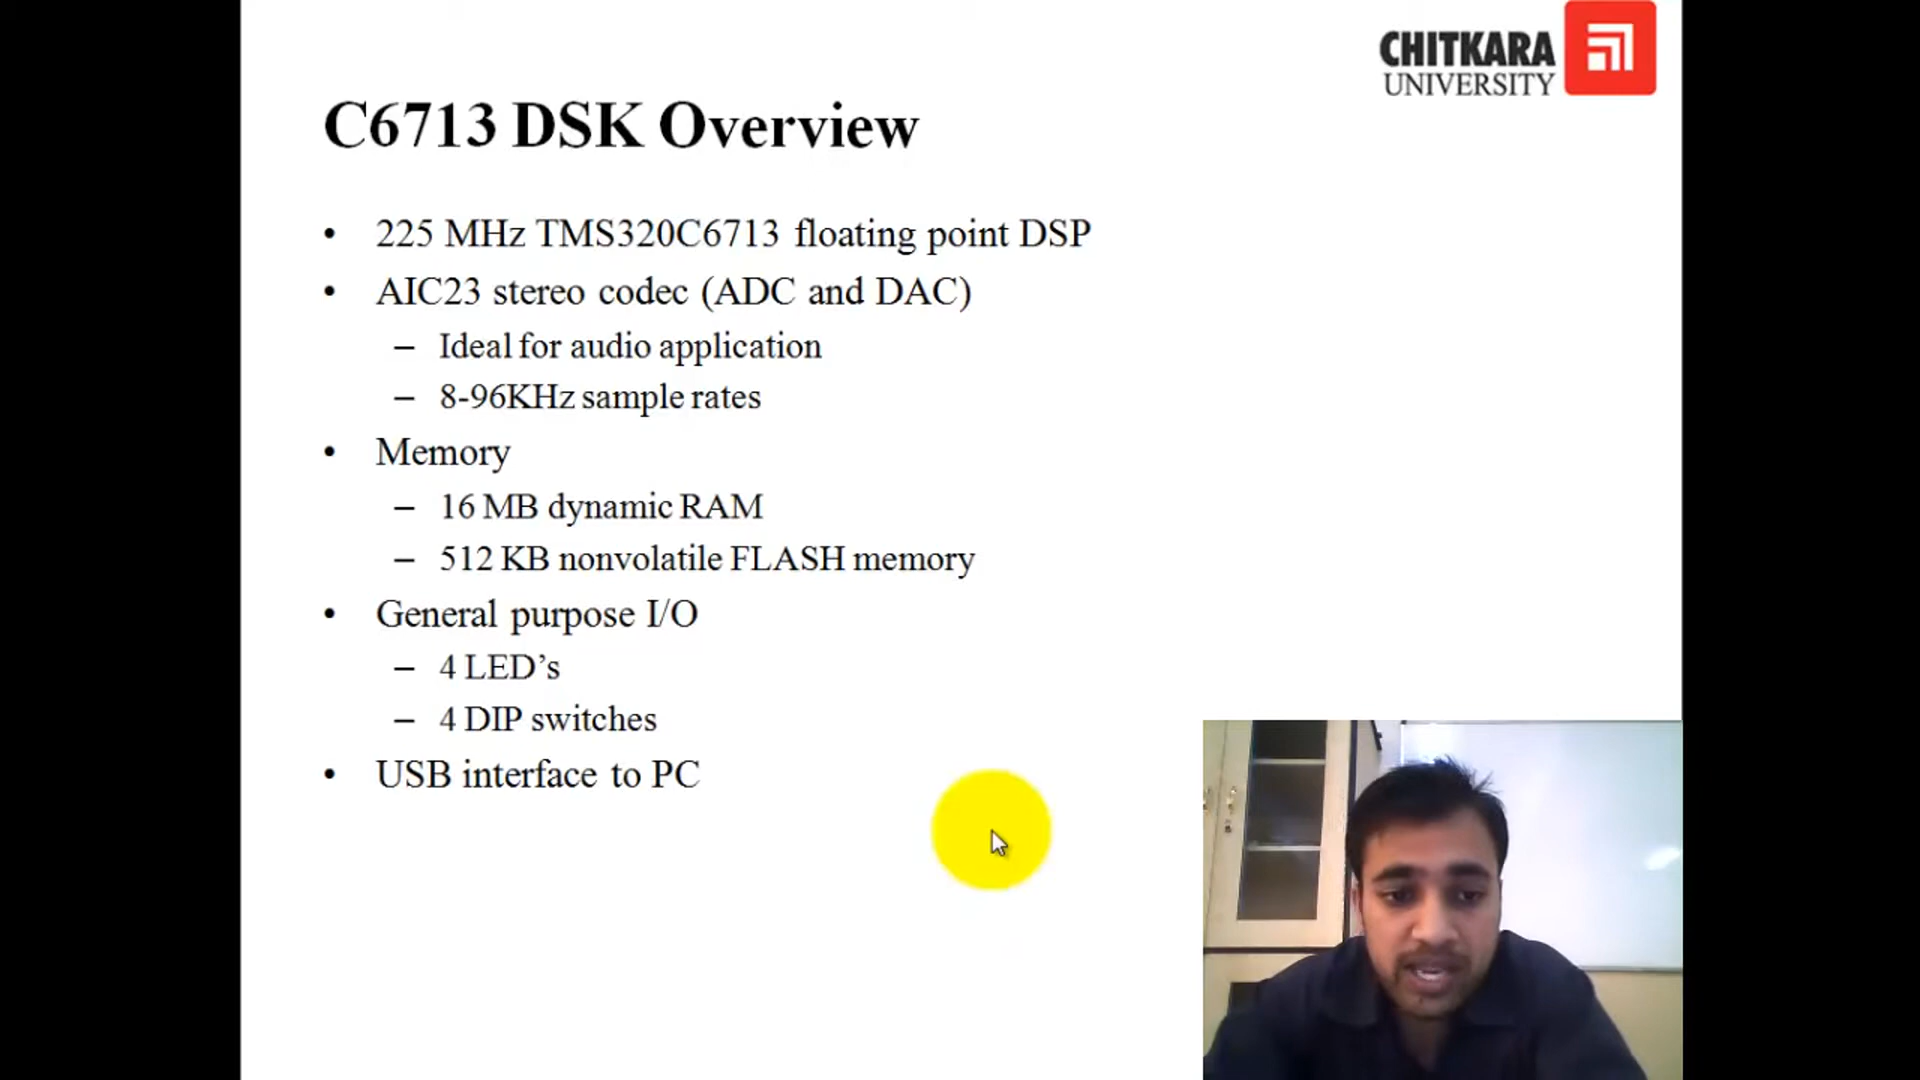 CHITKARA
UNIVERSITY
C6713 DSK Overview
• 225 MHz TMS320C6713 floating point DSP
• AIC23 stereo codec (ADC and DAC)
– Ideal for audio application
– 8-96KHz sample rates
• Memory
– 16 MB dynamic RAM
– 512 KB nonvolatile FLASH memory
• General purpose I/O
– 4 LED’s
– 4 DIP switches
• USB interface to PC